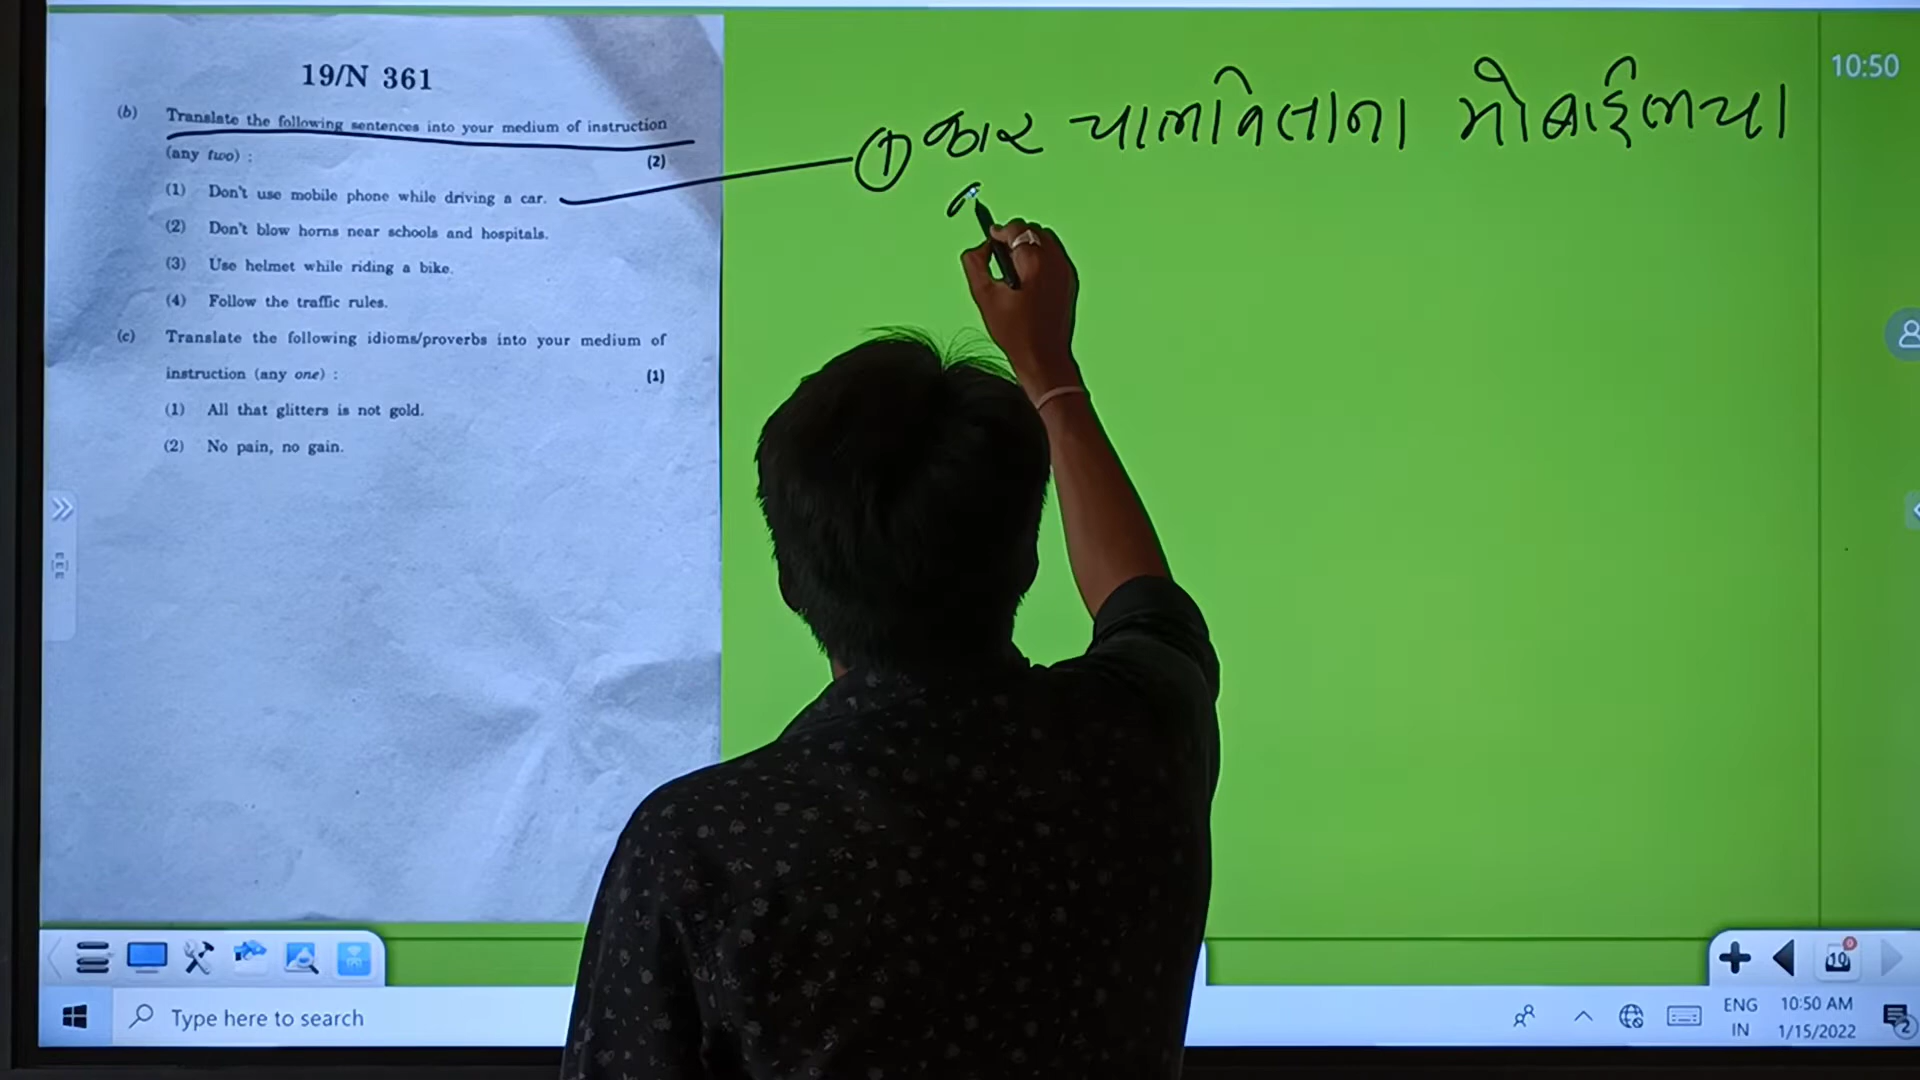 19/N 361
(b) Translate the following sentences into your medium of instruction
(any two) : (2)
(1) Don't use mobile phone while driving a car.
(2) Don't blow horns near schools and hospitals.
(3) Use helmet while riding a bike.
(4) Follow the traffic rules.
(c) Translate the following idioms/proverbs into your medium of
instruction (any one) : (1)
(1) All that glitters is not gold.
(2) No pain, no gain.
① कार चालविताना मोबाईलचा
10:50
10
Type here to search
ENG
IN
10:50 AM
1/15/2022
2